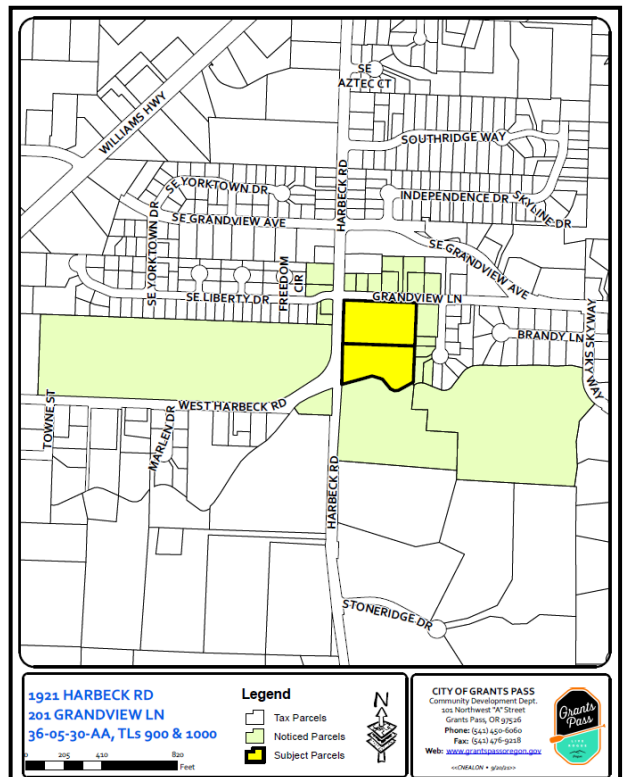 SE
AZTEC CT
WILLIAMS HWY
SOUTHRIDGE WAY
HARBECK RD
SE YORKTOWN DR
INDEPENDENCE DR
SKYLINE DR
SE GRANDVIEW AVE
SE YORKTOWN DR
SE GRANDVIEW AVE
FREEDOM
CIR
SE LIBERTY DR
GRANDVIEW LN
BRANDY LN
SKYWAY
SKY WAY
WEST HARBECK RD
TOWNE ST
MARLEN DR
HARBECK RD
STONERIDGE DR
1921 HARBECK RD
201 GRANDVIEW LN
36-05-30-AA, TLs 900 & 1000
0 205 410 820
Feet
Legend
Tax Parcels
Noticed Parcels
Subject Parcels
N
CITY OF GRANTS PASS
Community Development Dept.
101 Northwest "A" Street
Grants Pass, OR 97526
Phone: (541) 450-6060
Fax: (541) 476-9218
Web: www.grantspassoregon.gov
Grants
Pass